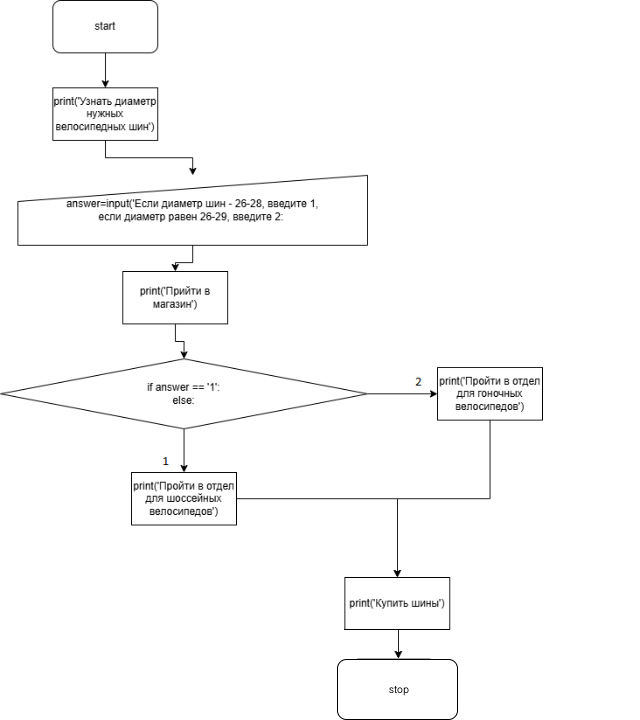 start
print('Узнать диаметр
нужных
велосипедных шин')
answer=input('Если диаметр шин - 26-28, введите 1,
если диаметр равен 26-29, введите 2:
print('Прийти в
магазин')
if answer == '1':
else:
2
print('Пройти в отдел
для гоночных
велосипедов')
1
print('Пройти в отдел
для шоссейных
велосипедов')
print('Купить шины')
stop